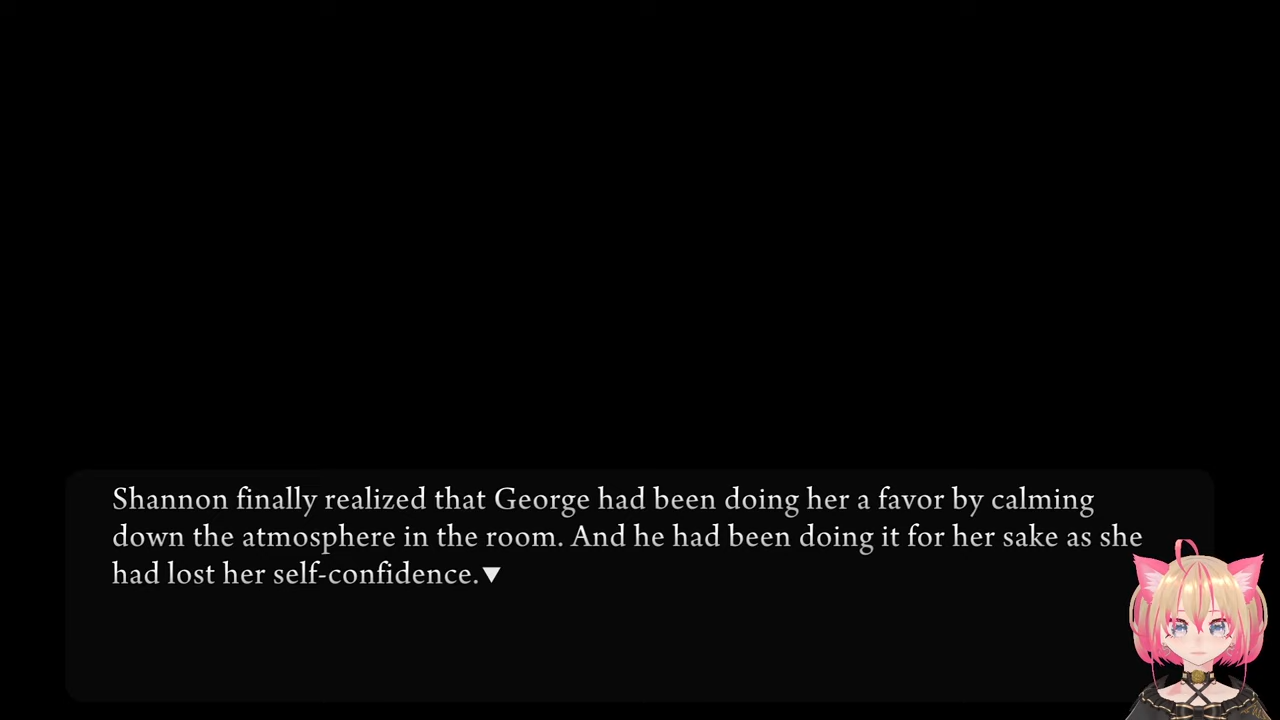 Shannon finally realized that George had been doing her a favor by calming
down the atmosphere in the room. And he had been doing it for her sake as she
had lost her self-confidence.▼